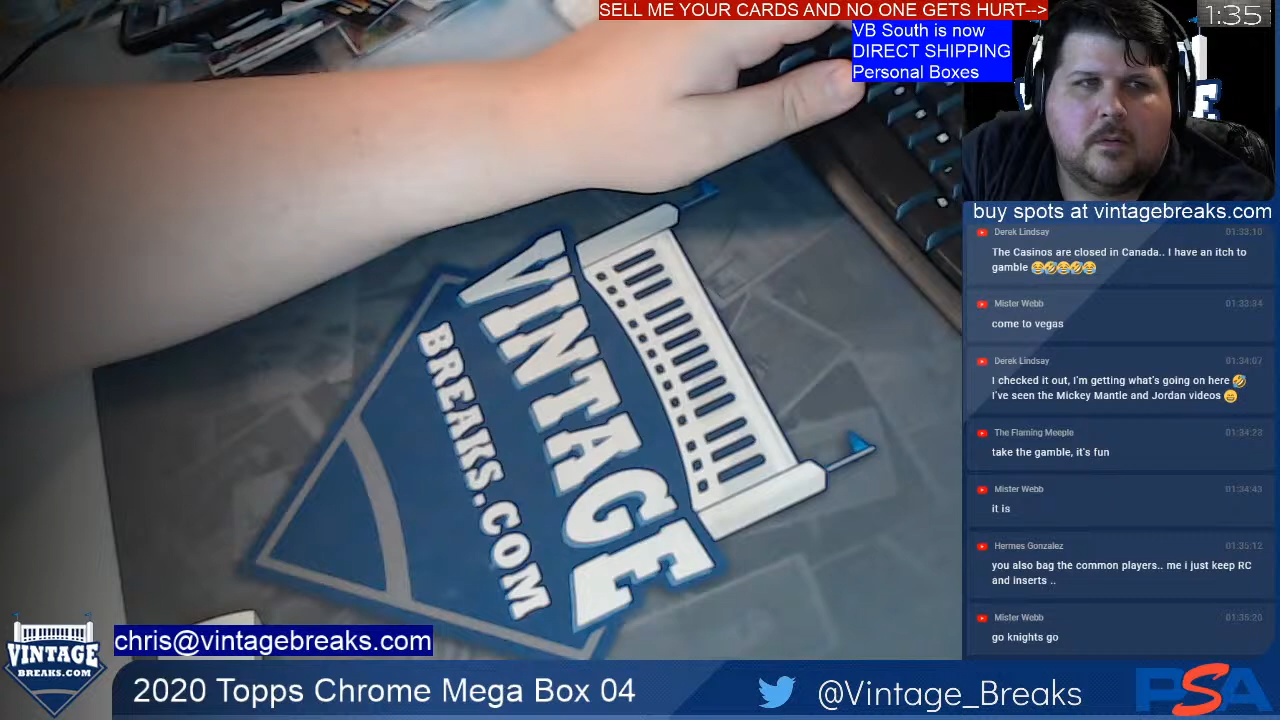 SELL ME YOUR CARDS AND NO ONE GETS HURT-->
1:35
VB South is now
DIRECT SHIPPING
Personal Boxes
buy spots at vintagebreaks.com
Derek Lindsay 01:33:10
The Casinos are closed in Canada.. I have an itch to
gamble 😂🤣😂🤣😂
Mister Webb 01:33:34
come to vegas
Derek Lindsay 01:34:07
I checked it out, I'm getting what's going on here 🤣
I've seen the Mickey Mantle and Jordan videos 😄
The Flaming Meeple 01:34:23
take the gamble, it's fun
Mister Webb 01:34:43
it is
Hermes Gonzalez 01:35:12
you also bag the common players.. me i just keep RC
and inserts ..
Mister Webb 01:35:20
go knights go
VINTAGE
BREAKS.COM
VINTAGE
BREAKS.COM
chris@vintagebreaks.com
2020 Topps Chrome Mega Box 04
@Vintage_Breaks
PSA